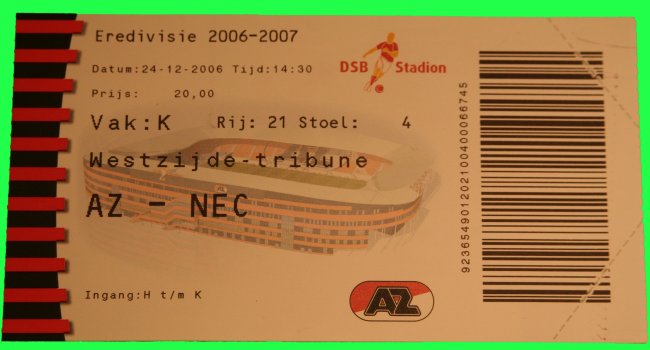 Eredivisie 2006-2007
Datum:24-12-2006 Tijd:14:30
DSB Stadion
Prijs: 20,00
Vak:K Rij: 21 Stoel: 4
Westzijde-tribune
AZ - NEC
AZ
Ingang:H t/m K
AZ
923654901202100400066745